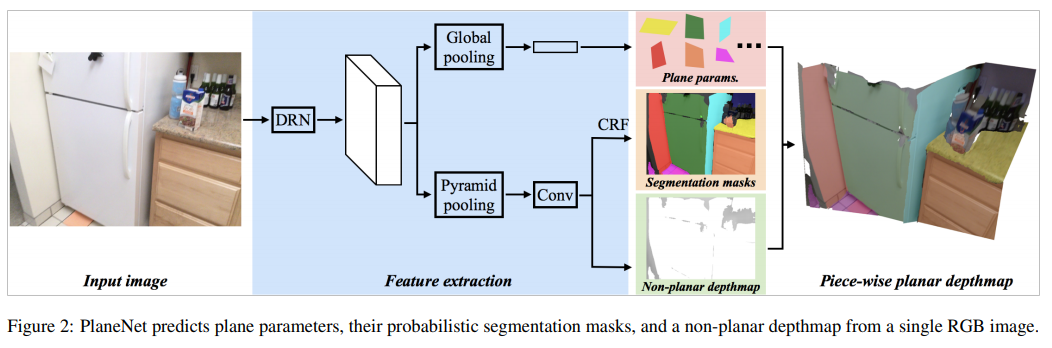 Global
pooling
Plane params.
DRN
CRF
Segmentation masks
Pyramid
pooling
Conv
Non-planar depthmap
Input image
Feature extraction
Piece-wise planar depthmap
Figure 2: PlaneNet predicts plane parameters, their probabilistic segmentation masks, and a non-planar depthmap from a single RGB image.